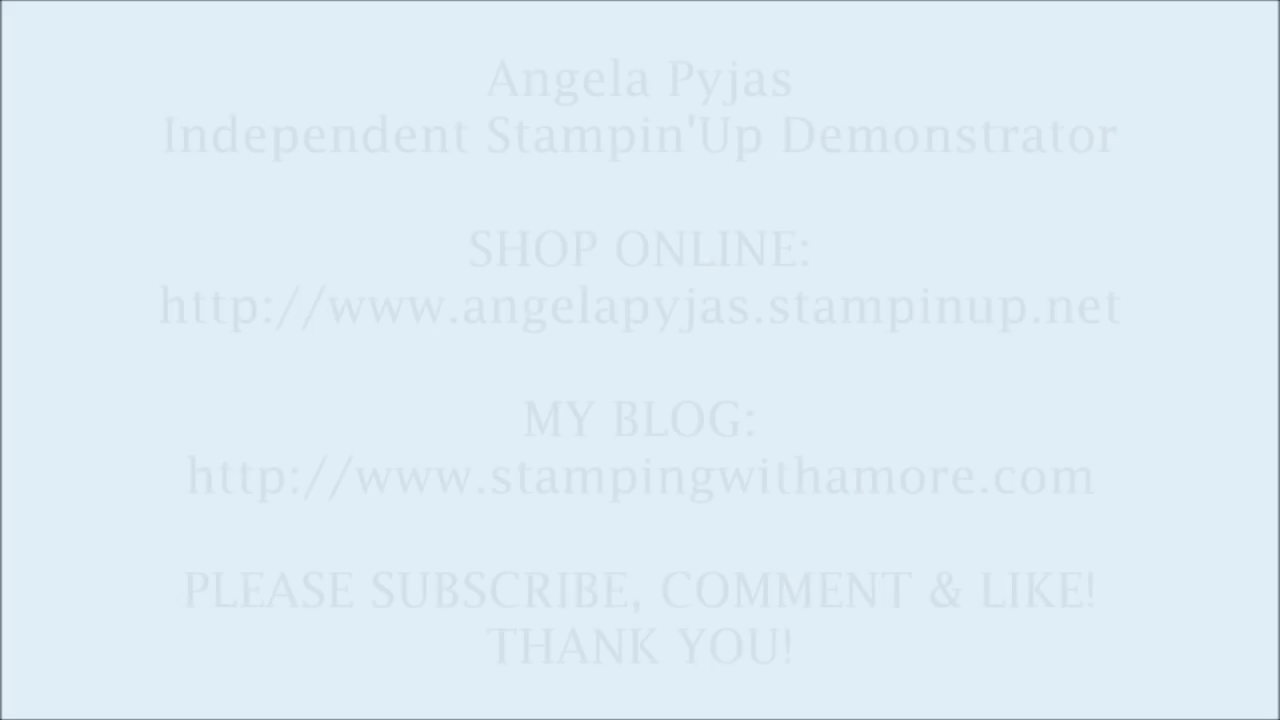 Angela Pyjas
Independent Stampin'Up Demonstrator
SHOP ONLINE:
http://www.angelapyjas.stampinup.net
MY BLOG:
http://www.stampingwithamore.com
PLEASE SUBSCRIBE, COMMENT & LIKE!
THANK YOU!